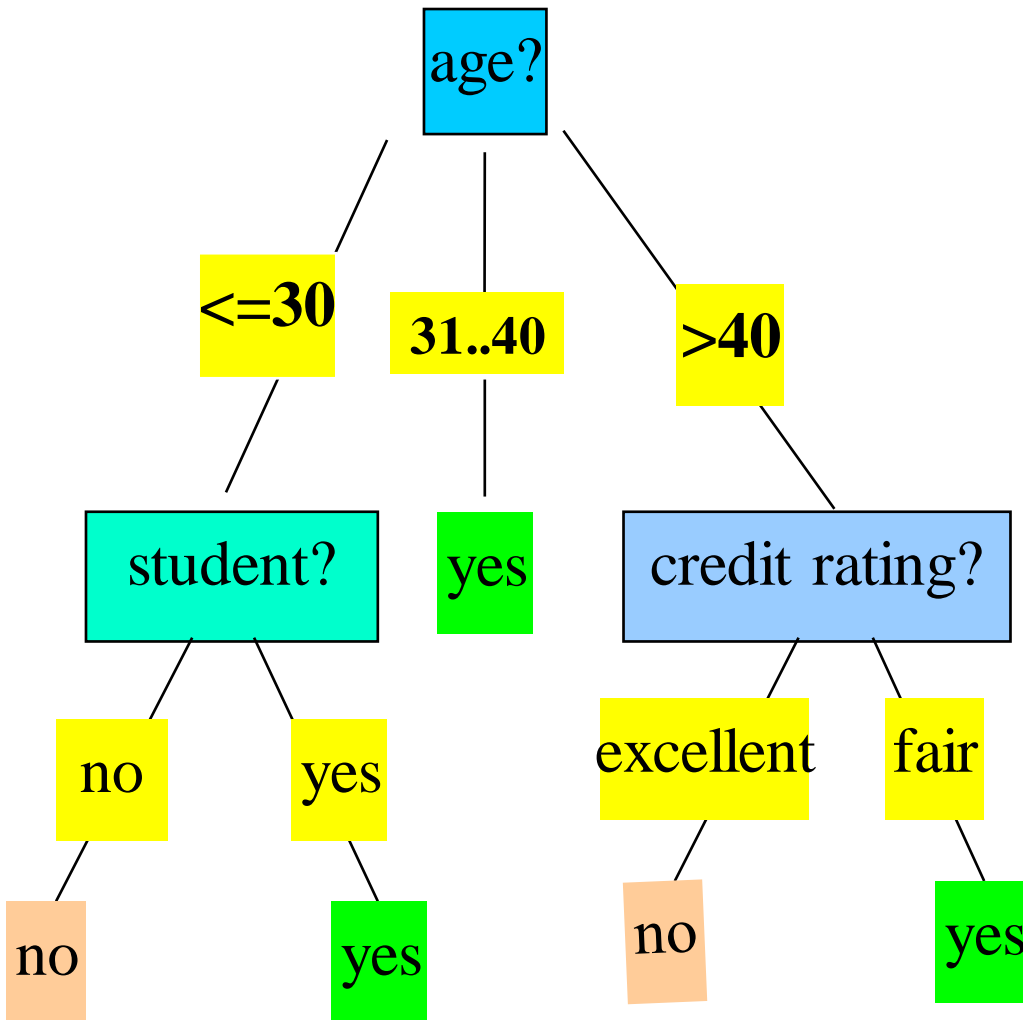 age?
<=30
31..40
>40
student?
yes
credit rating?
no
yes
excellent
fair
no
yes
no
yes